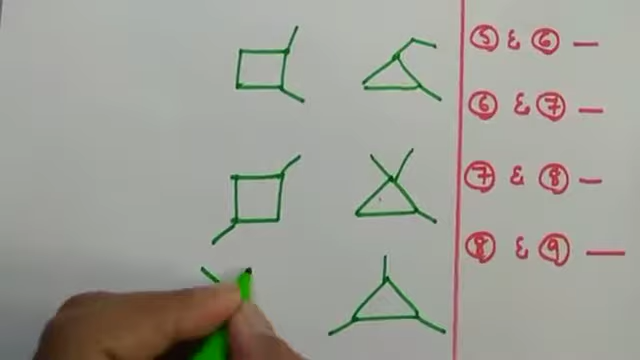 ⑤ & ⑥ —
⑥ & ⑦ —
⑦ & ⑧ —
⑧ & ⑨ —